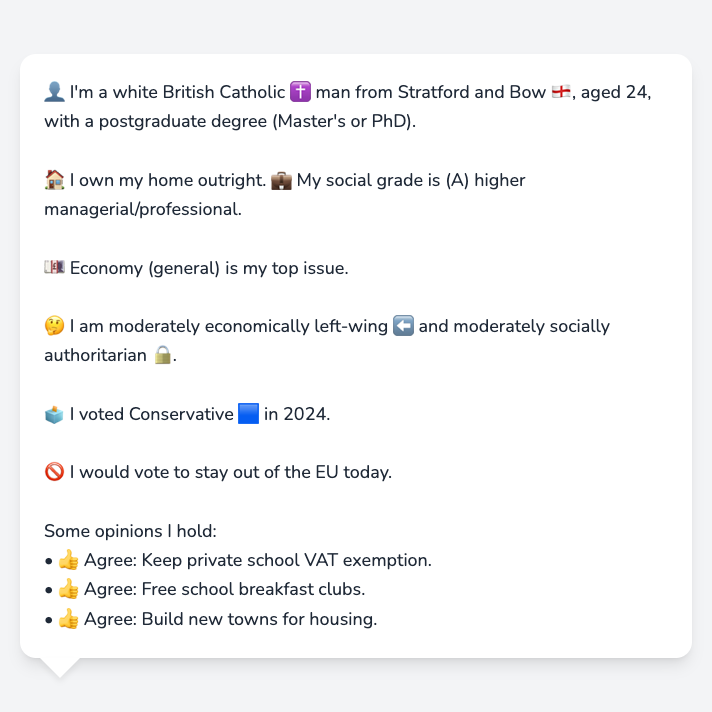 👤 I'm a white British Catholic ✝️ man from Stratford and Bow 🏴󠁧󠁢󠁥󠁮󠁧󠁿, aged 24,
with a postgraduate degree (Master's or PhD).
🏠 I own my home outright. 💼 My social grade is (A) higher
managerial/professional.
💷 Economy (general) is my top issue.
🤔 I am moderately economically left-wing ⬅️ and moderately socially
authoritarian 🔒.
🗳️ I voted Conservative 🟦 in 2024.
🚫 I would vote to stay out of the EU today.
Some opinions I hold:
• 👍 Agree: Keep private school VAT exemption.
• 👍 Agree: Free school breakfast clubs.
• 👍 Agree: Build new towns for housing.